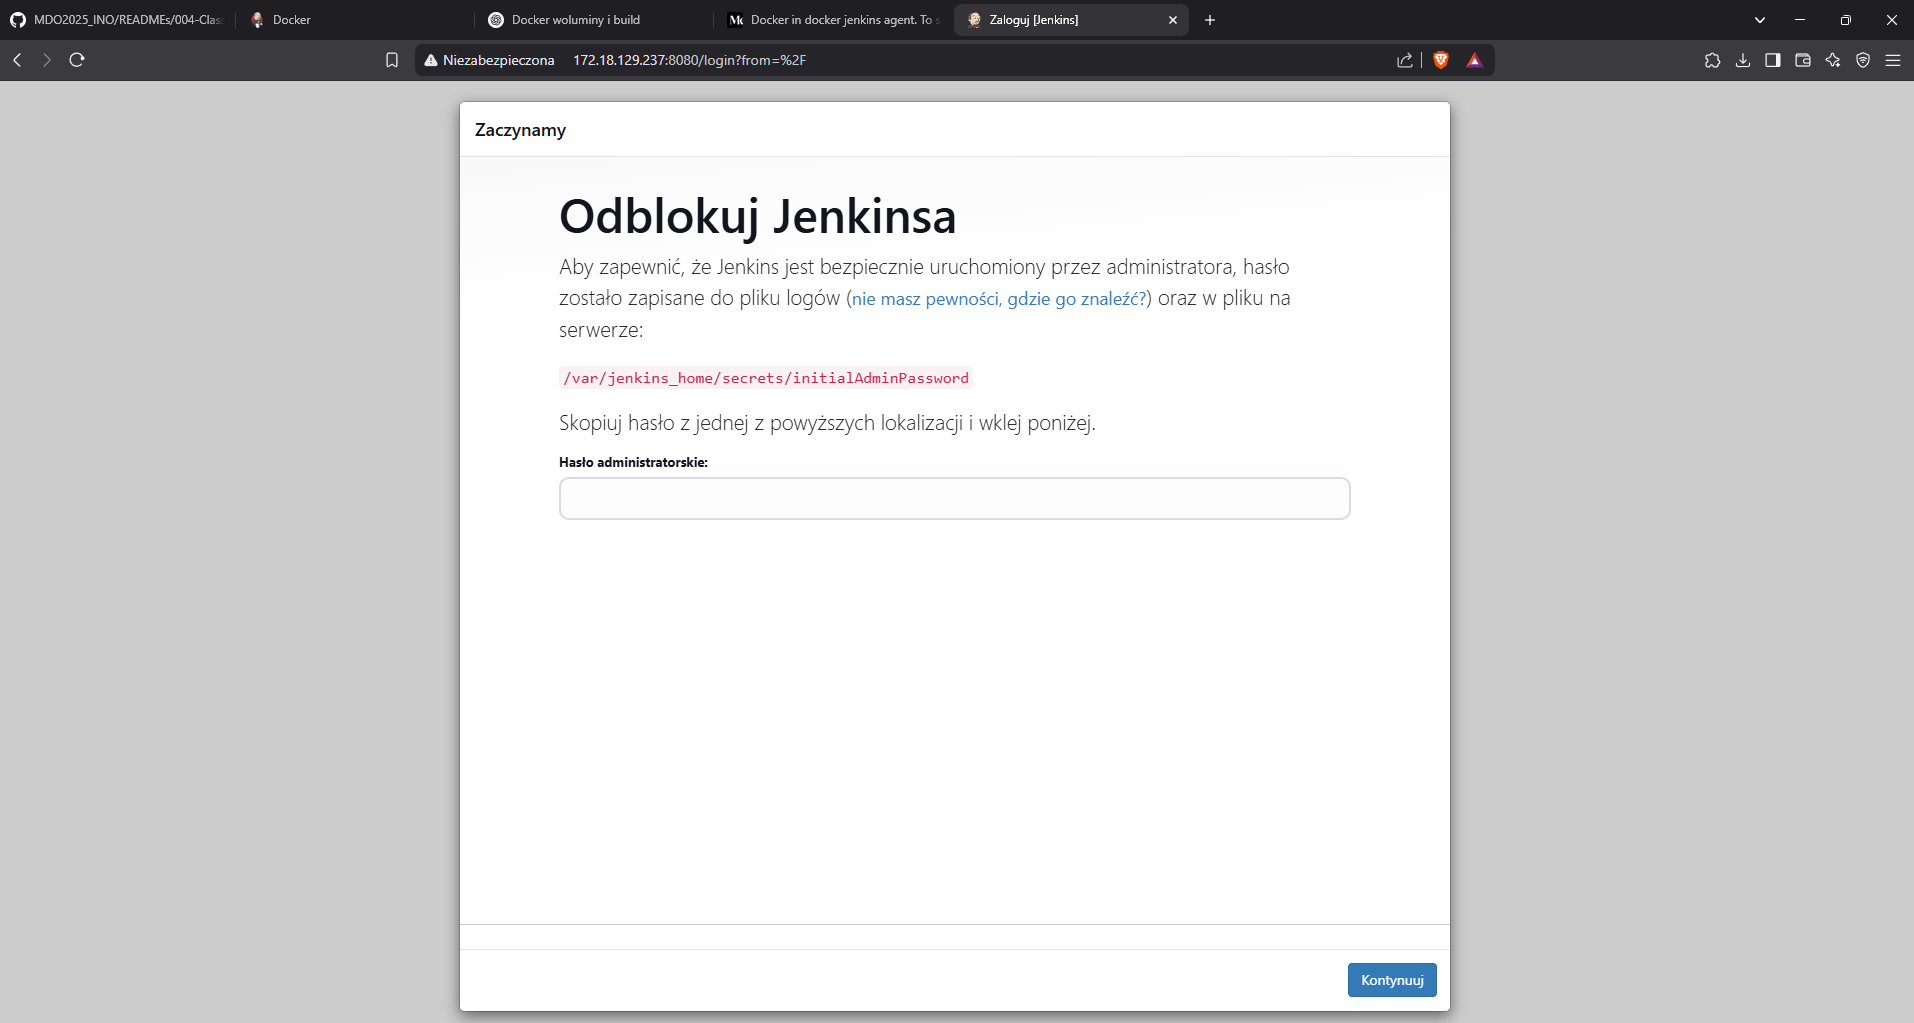 MDO2025_INO/READMEs/004-Clas
Docker
Docker woluminy i build
Docker in docker jenkins agent. To s
Zaloguj [Jenkins]
Niezabezpieczona
172.18.129.237:8080/login?from=%2F
Zaczynamy
Odblokuj Jenkinsa
Aby zapewnić, że Jenkins jest bezpiecznie uruchomiony przez administratora, hasło
zostało zapisane do pliku logów (nie masz pewności, gdzie go znaleźć?) oraz w pliku na
serwerze:
/var/jenkins_home/secrets/initialAdminPassword
Skopiuj hasło z jednej z powyższych lokalizacji i wklej poniżej.
Hasło administratorskie:
Kontynuuj